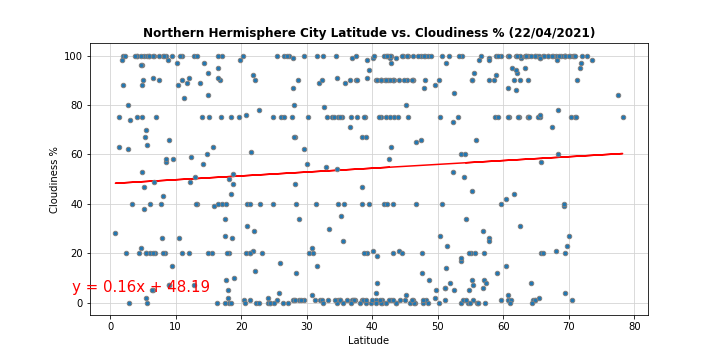 Northern Hermisphere City Latitude vs. Cloudiness % (22/04/2021)
100
80
60
40
20
0
Cloudiness %
y = 0.16x + 48.19
0 10 20 30 40 50 60 70 80
Latitude